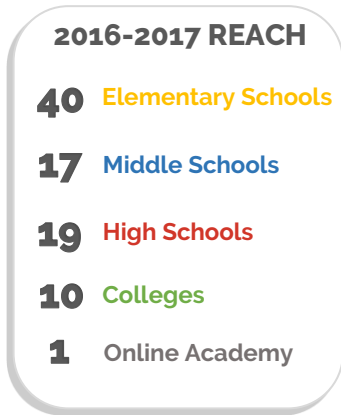 2016-2017 REACH
40 Elementary Schools
17 Middle Schools
19 High Schools
10 Colleges
1 Online Academy